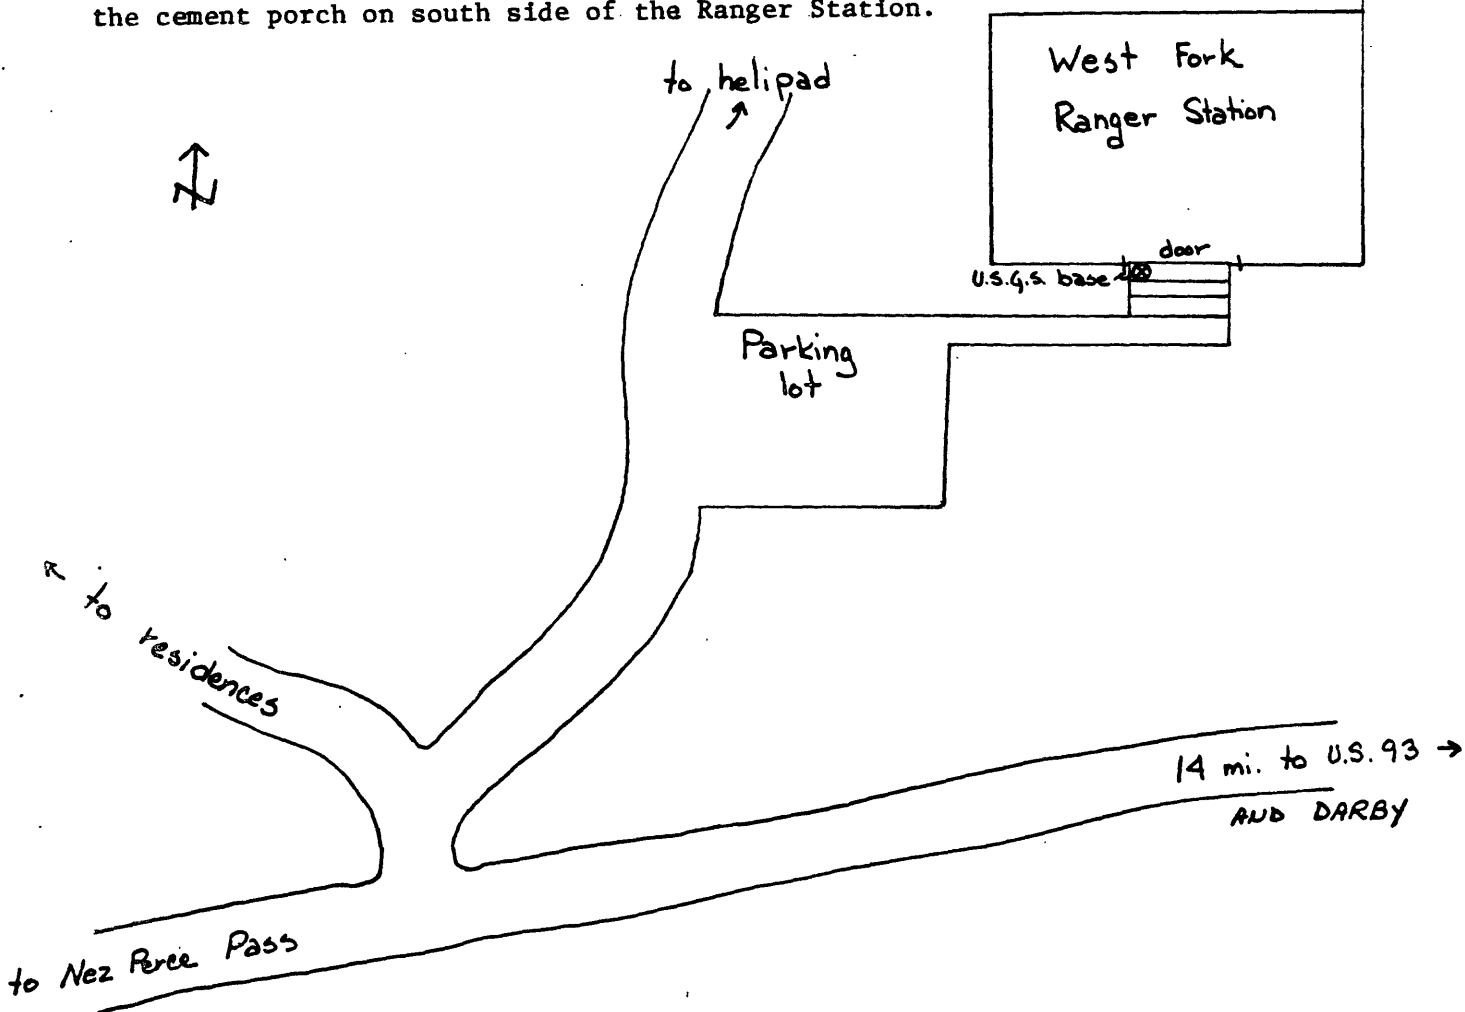 the cement porch on south side of the Ranger Station.
West Fork
Ranger Station
to helipad
N
door
U.S.G.S. base
Parking
lot
to residences
14 mi. to U.S. 93 →
AND DARBY
to Nez Perce Pass